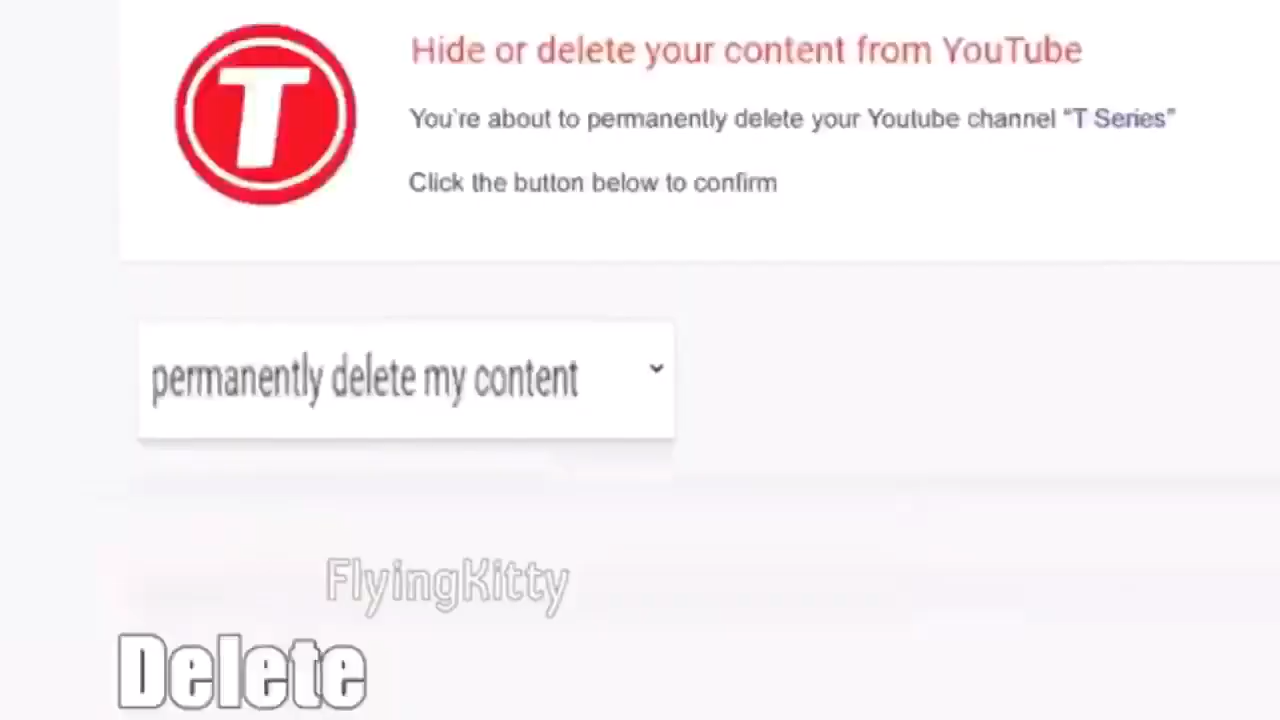 T
Hide or delete your content from YouTube
You're about to permanently delete your Youtube channel "T Series"
Click the button below to confirm
permanently delete my content
FlyingKitty
Delete